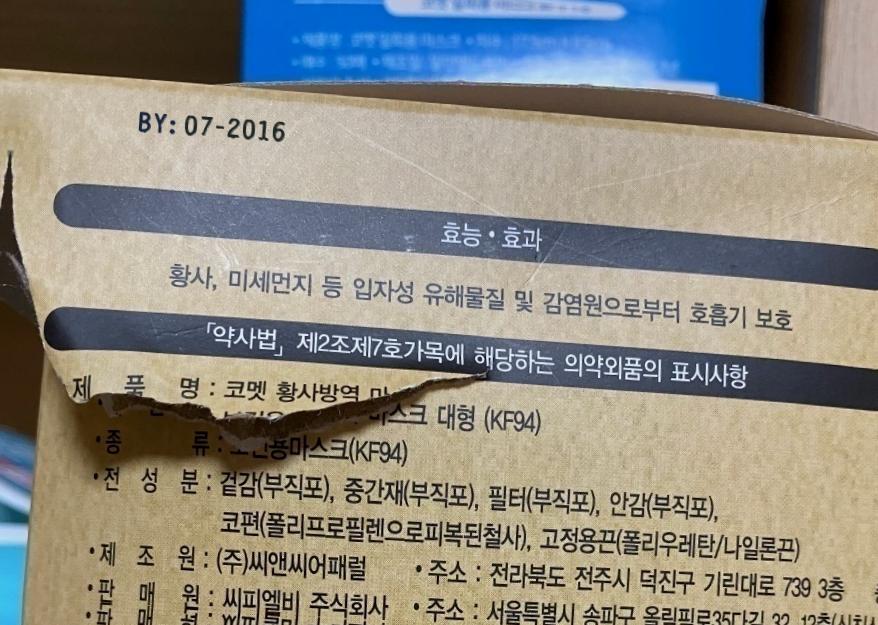 BY: 07-2016
효능•효과
황사, 미세먼지 등 입자성 유해물질 및 감염원으로부터 호흡기 보호
「약사법」 제2조제7호가목에 해당하는 의약외품의 표시사항
제 품 명 : 코멧 황사방역
마스크 대형 (KF94)
•종 류 : 보건용마스크(KF94)
•전 성 분 : 겉감(부직포), 중간재(부직포), 필터(부직포), 안감(부직포),
코편(폴리프로필렌으로피복된철사), 고정용끈(폴리우레탄/나일론끈)
•제 조 원 : (주)씨앤씨어패럴 •주소 : 전라북도 전주시 덕진구 기린대로 739 3층
•판 매 원 : 씨피엘비 주식회사 •주소 : 서울특별시 송파구 올림픽로35다길 32, 12층